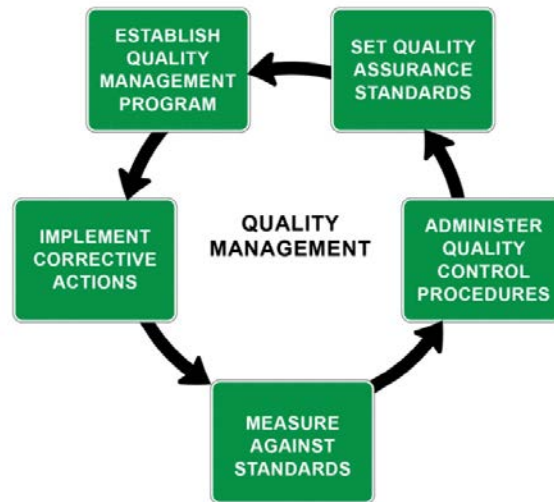 ESTABLISH
QUALITY
MANAGEMENT
PROGRAM
SET QUALITY
ASSURANCE
STANDARDS
IMPLEMENT
CORRECTIVE
ACTIONS
QUALITY
MANAGEMENT
ADMINISTER
QUALITY
CONTROL
PROCEDURES
MEASURE
AGAINST
STANDARDS